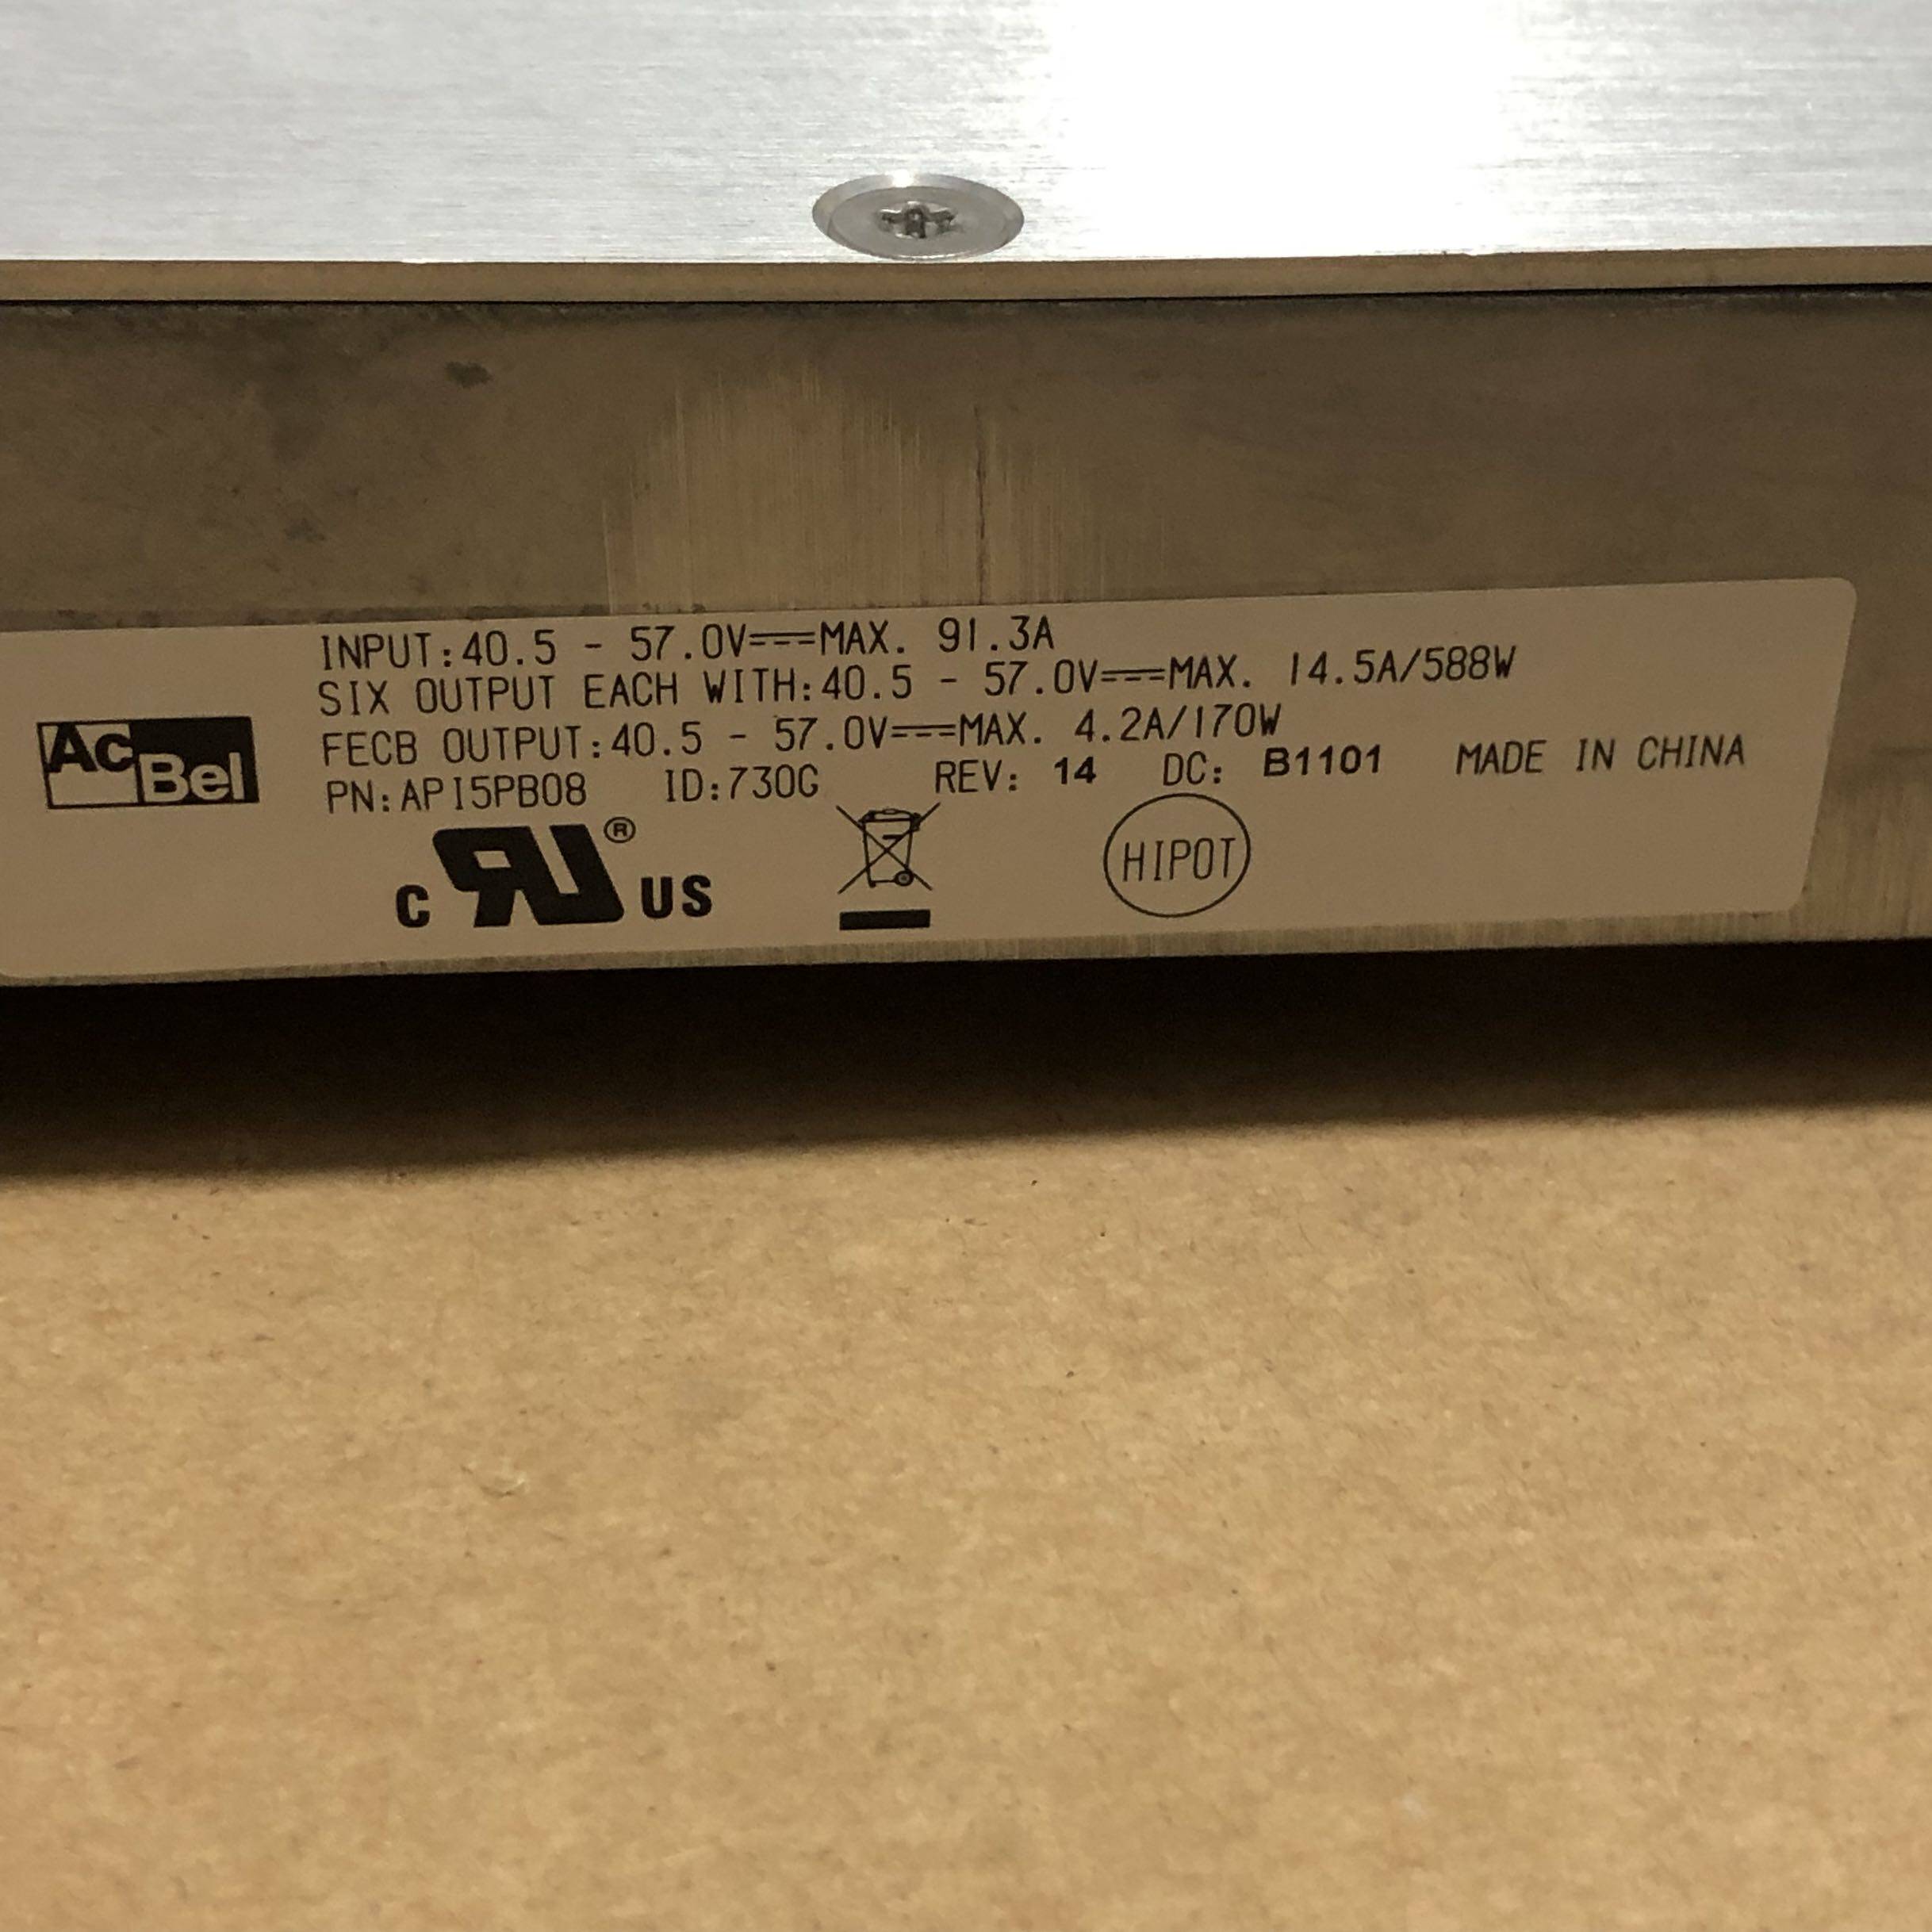 INPUT:40.5 - 57.0V⎓MAX. 91.3A
SIX OUTPUT EACH WITH:40.5 - 57.0V⎓MAX. 14.5A/588W
FECB OUTPUT:40.5 - 57.0V⎓MAX. 4.2A/170W
AcBel
PN:API5PB08 ID:730G REV: 14 DC: B1101 MADE IN CHINA
C RU® US
HIPOT